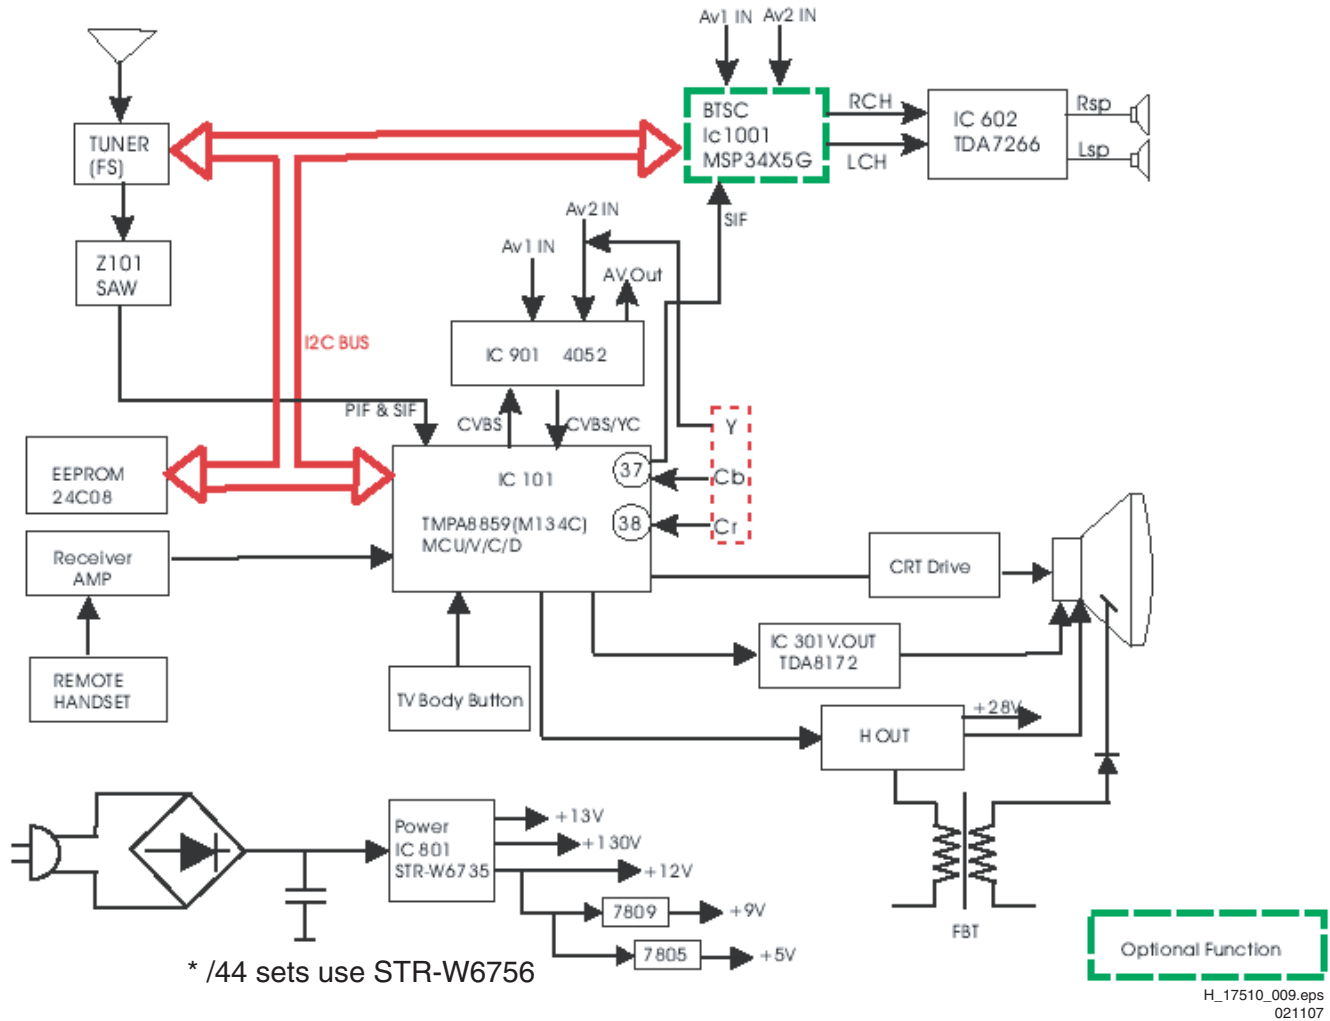 Av1 IN
Av2 IN
TUNER
(FS)
BTSC
Ic1001
MSP34X5G
RCH
LCH
IC 602
TDA7266
Rsp
Lsp
SIF
Z101
SAW
Av2 IN
Av1 IN
AV.Out
I2C BUS
IC 901 4052
PIF & SIF
CVBS
CVBS/YC
Y
Cb
Cr
EEPROM
24C08
IC 101
TMPA8859(M134C)
MCU/V/C/D
37
38
Receiver
AMP
CRT Drive
REMOTE
HANDSET
TV Body Button
IC 301V.OUT
TDA8172
H OUT
+28V
Power
IC 801
STR-W6735
+13V
+130V
+12V
7809
+9V
7805
+5V
FBT
* /44 sets use STR-W6756
Optional Function
H_17510_009.eps
021107